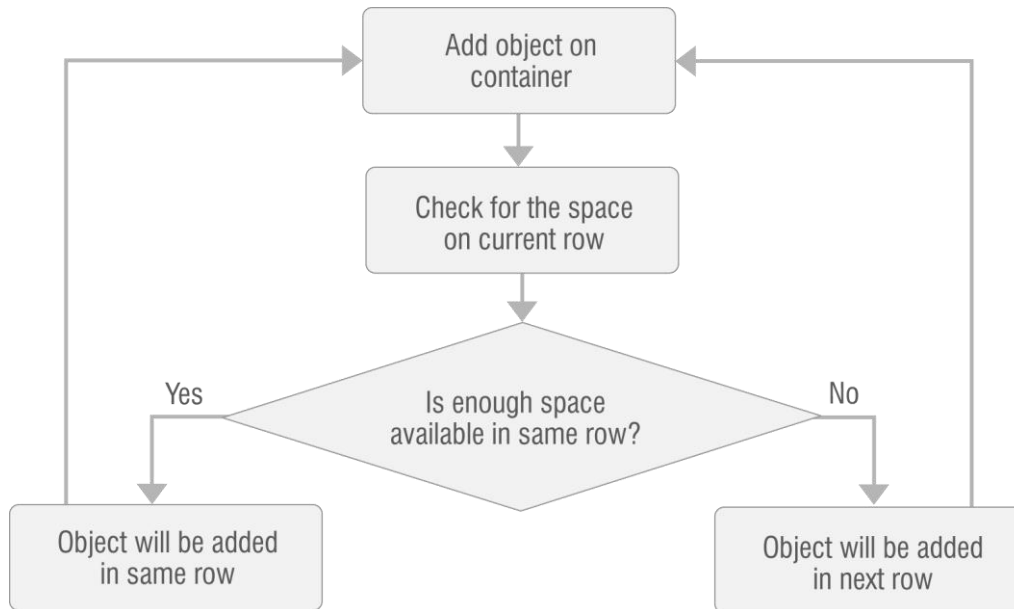 Add object on
container
Check for the space
on current row
Yes
Is enough space
available in same row?
No
Object will be added
in same row
Object will be added
in next row